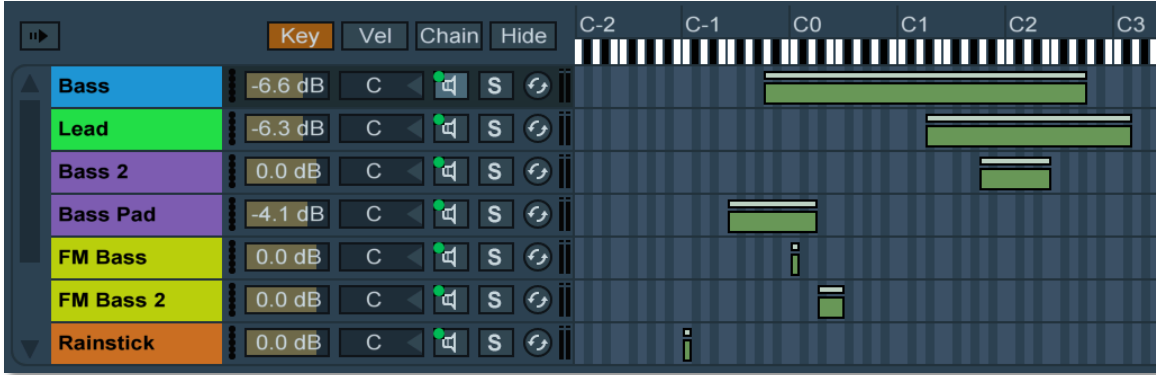 Key Vel Chain Hide C-2 C-1 C0 C1 C2 C3
Bass -6.6 dB C S
Lead -6.3 dB C S
Bass 2 0.0 dB C S
Bass Pad -4.1 dB C S
FM Bass 0.0 dB C S
FM Bass 2 0.0 dB C S
Rainstick 0.0 dB C S